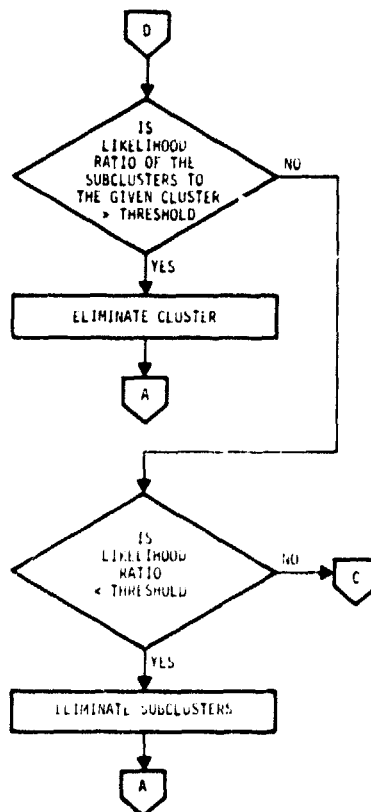 D
IS
LIKELIHOOD
RATIO OF THE
SUBCLUSTERS TO
THE GIVEN CLUSTER
> THRESHOLD
NO
YES
ELIMINATE CLUSTER
A
IS
LIKELIHOOD
RATIO
< THRESHOLD
NO
C
YES
ELIMINATE SUBCLUSTERS
A